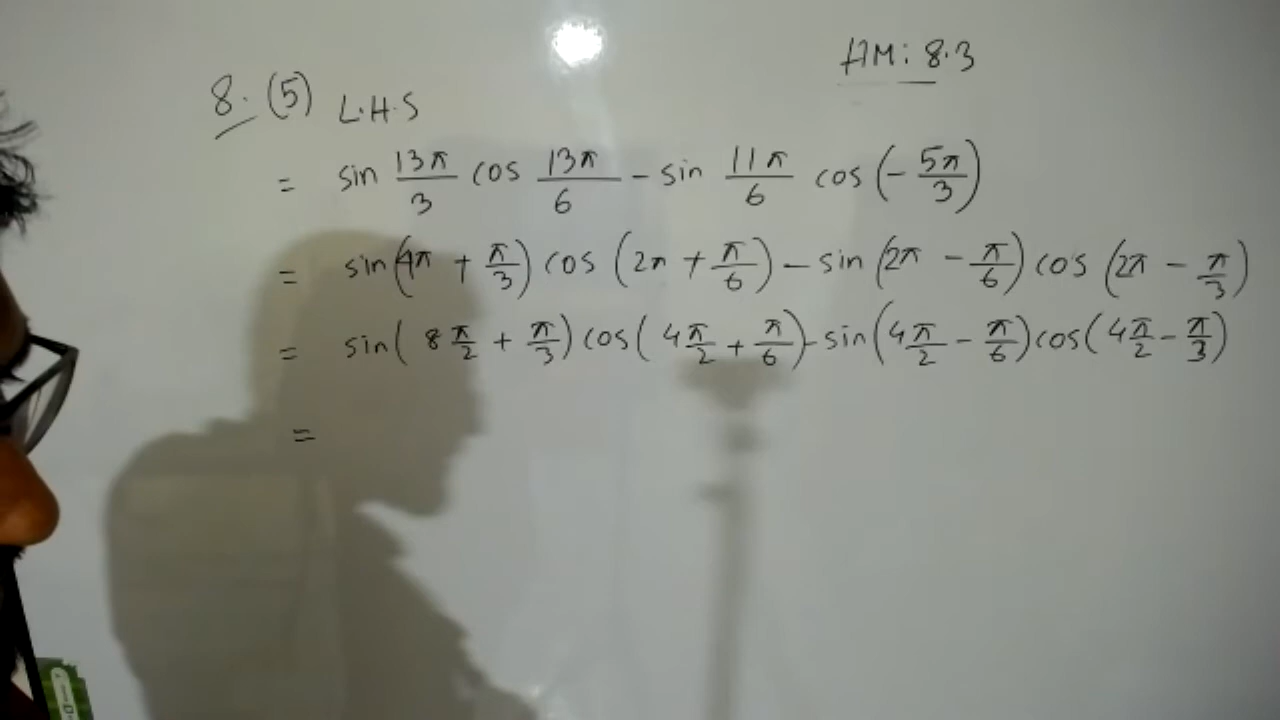 HM: 8.3
8. (5) L.H.S
= sin 13π/3 cos 13π/6 - sin 11π/6 cos (- 5π/3)
= sin(4π + π/3) cos (2π + π/6) - sin (2π - π/6) cos (2π - π/3)
= sin( 8 π/2 + π/3) cos( 4 π/2 + π/6) - sin(4 π/2 - π/6) cos( 4 π/2 - π/3)
=